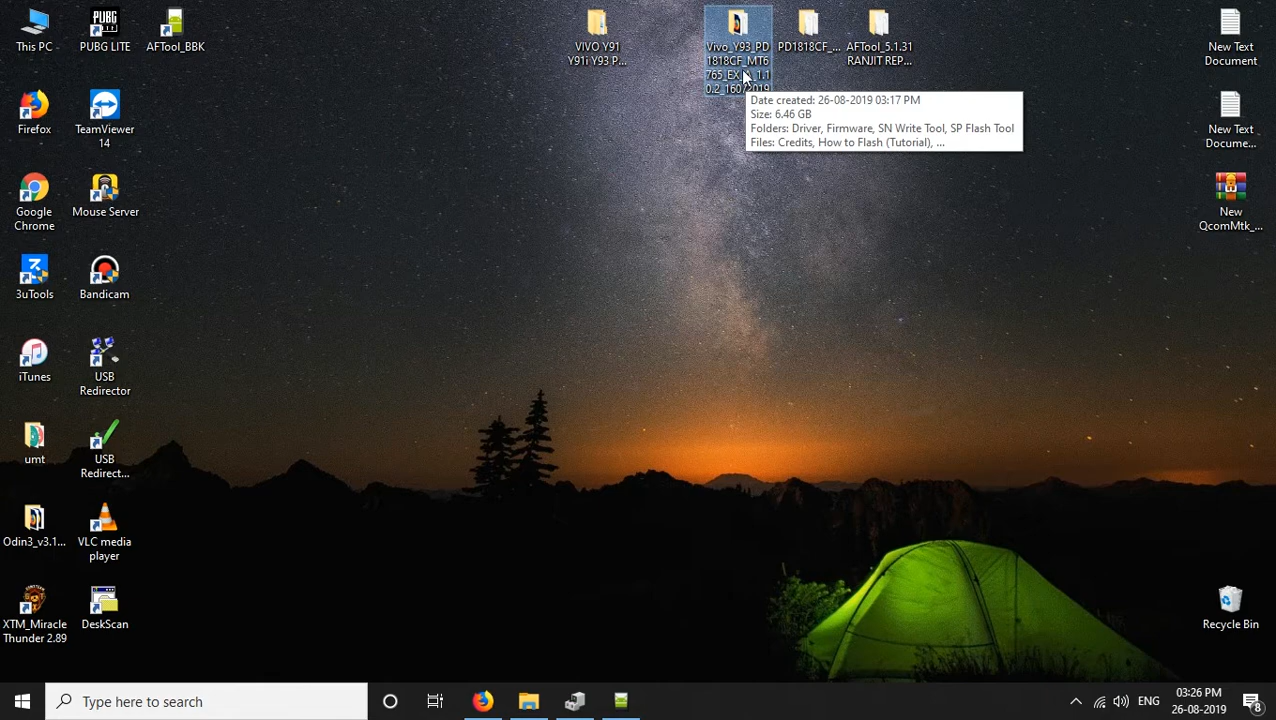 This PC
PUBG LITE
AFTool_BBK
VIVO Y91
Y91i Y93 P...
Vivo_Y93_PD
1818CF_MT6
765_EX_A_1.1
0.2_16072019
PD1818CF_...
AFTool_5.1.31
RANJIT REP...
New Text
Document
Date created: 26-08-2019 03:17 PM
Size: 6.46 GB
Folders: Driver, Firmware, SN Write Tool, SP Flash Tool
Files: Credits, How to Flash (Tutorial), ...
Firefox
TeamViewer
14
New Text
Docume...
Google
Chrome
Mouse Server
New
QcomMtk_...
3uTools
Bandicam
iTunes
USB
Redirector
umt
USB
Redirect...
Odin3_v3.1...
VLC media
player
XTM_Miracle
Thunder 2.89
DeskScan
Recycle Bin
Type here to search
ENG
03:26 PM
26-08-2019
8